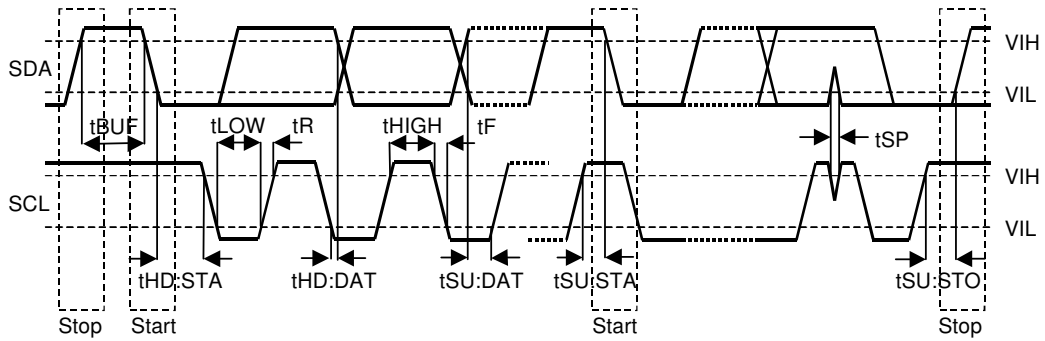 VIH
SDA
VIL
tBUF tLOW tR tHIGH tF
tSP
VIH
SCL
VIL
tHD:STA tHD:DAT tSU:DAT tSU:STA tSU:STO
Stop Start Start Stop